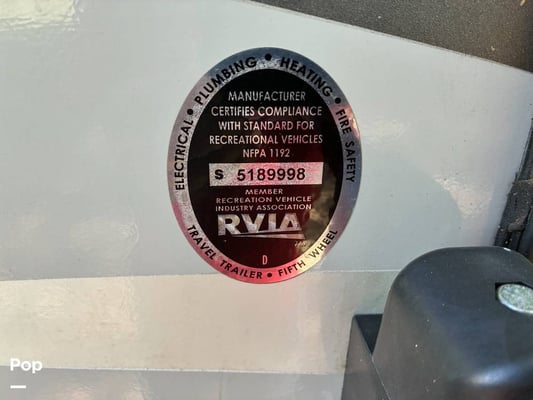 ELECTRICAL • PLUMBING • HEATING • FIRE SAFETY
MANUFACTURER
CERTIFIES COMPLIANCE
WITH STANDARD FOR
RECREATIONAL VEHICLES
NFPA 1192
S 5189998
MEMBER
RECREATION VEHICLE
INDUSTRY ASSOCIATION
RVIA
D
TRAVEL TRAILER • FIFTH WHEEL
Pop